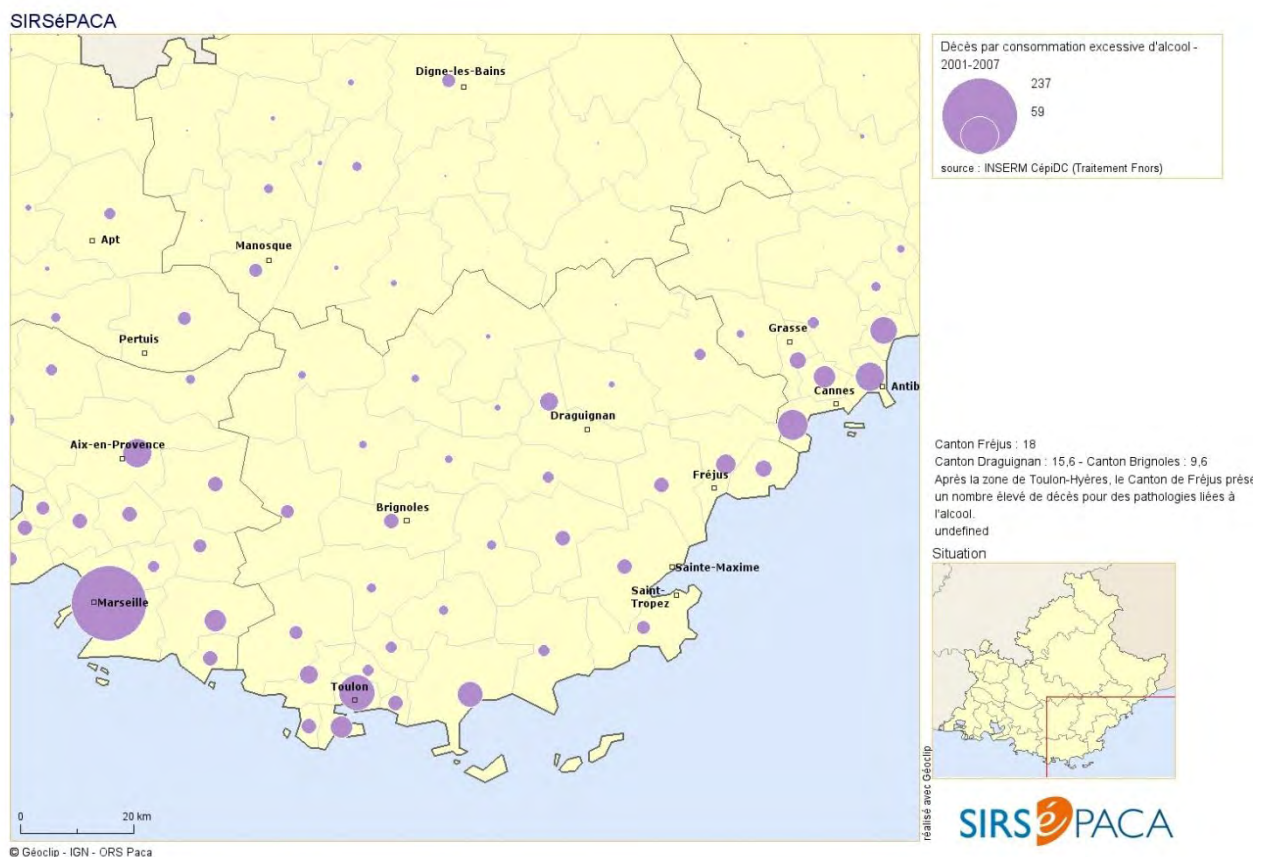 SIRSéPACA
Digne-les-Bains
Apt
Manosque
Pertuis
Grasse
Cannes
Antib
Draguignan
Aix-en-Provence
Fréjus
Brignoles
Sainte-Maxime
Marseille
Saint-
Tropez
Toulon
0 20 km
© Géoclip - IGN - ORS Paca
réalisé avec Géoclip
Décès par consommation excessive d'alcool -
2001-2007
237
59
source : INSERM CépiDC (Traitement Fnors)
Canton Fréjus : 18
Canton Draguignan : 15,6 - Canton Brignoles : 9,6
Après la zone de Toulon-Hyères, le Canton de Fréjus prése
un nombre élevé de décès pour des pathologies liées à
l'alcool.
undefined
Situation
SIRSéPACA